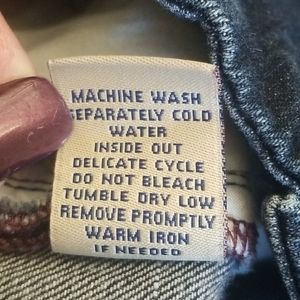 MACHINE WASH
SEPARATELY COLD
WATER
INSIDE OUT
DELICATE CYCLE
DO NOT BLEACH
TUMBLE DRY LOW
REMOVE PROMPTLY
WARM IRON
IF NEEDED